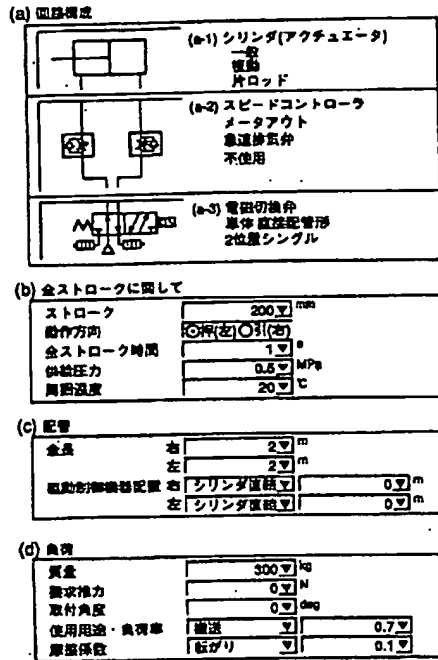 (a) 回路構成
(a-1) シリンダ(アクチュエータ)
一般
複動
片ロッド
(a-2) スピードコントローラ
メータアウト
急速排気弁
不使用
(a-3) 電磁切換弁
単体 直接配管形
2位置シングル
(b) 全ストロークに関して
ストローク 200 mm
動作方向 押(左) 引(右)
全ストローク時間 1 s
供給圧力 0.5 MPa
周囲温度 20 ℃
(c) 配管
全長 右 2 m
左 2 m
駆動制御機器配置 右 シリンダ直結 0 m
左 シリンダ直結 0 m
(d) 負荷
質量 300 kg
要求推力 0 N
取付角度 0 deg
使用用途・負荷率 搬送 0.7
摩擦係数 転がり 0.1